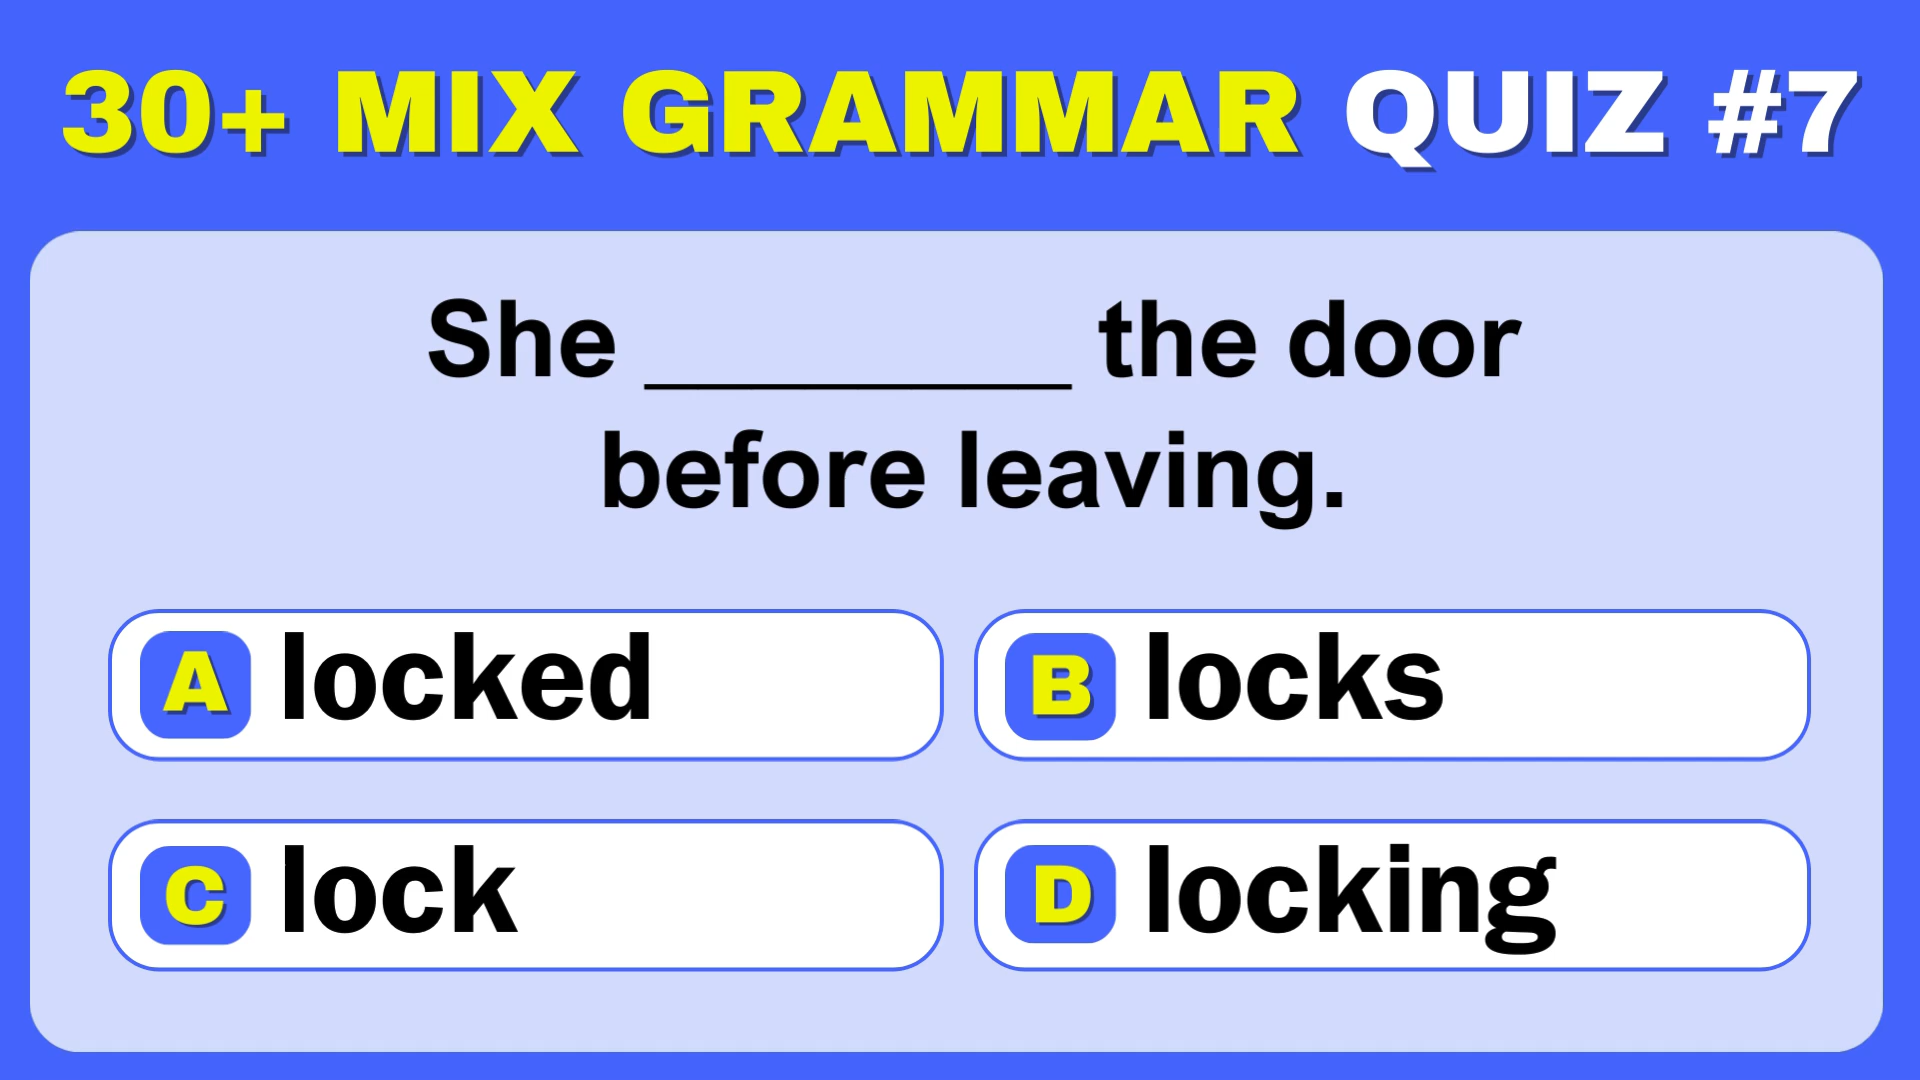 30+ MIX GRAMMAR QUIZ #7
She ________ the door
before leaving.
A locked
B locks
C lock
D locking